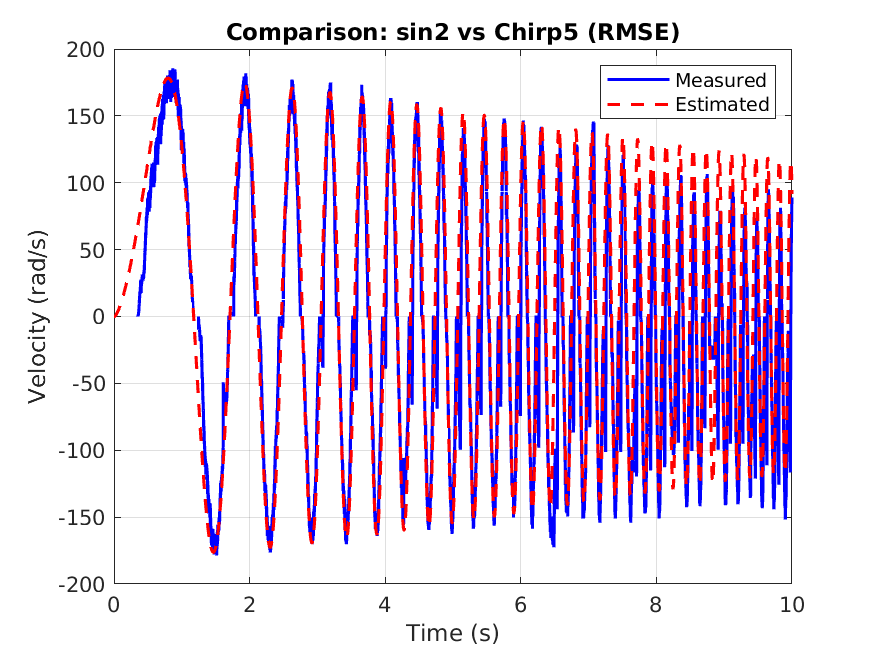 Comparison: sin2 vs Chirp5 (RMSE)
200
150
100
50
0
-50
-100
-150
-200
Velocity (rad/s)
Measured
Estimated
0 2 4 6 8 10
Time (s)